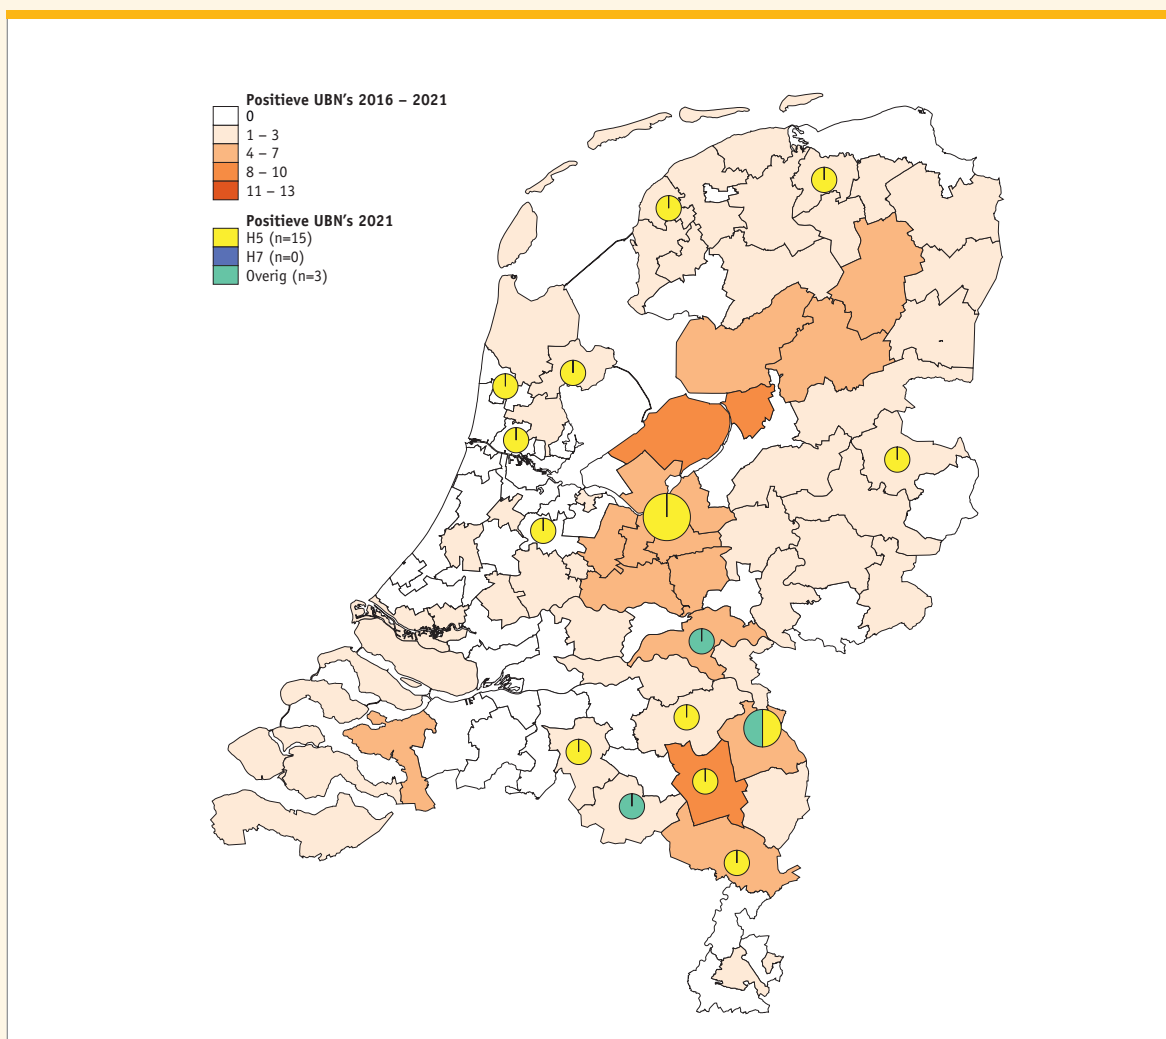 Positieve UBN's 2016 – 2021
0
1 – 3
4 – 7
8 – 10
11 – 13
Positieve UBN's 2021
H5 (n=15)
H7 (n=0)
Overig (n=3)